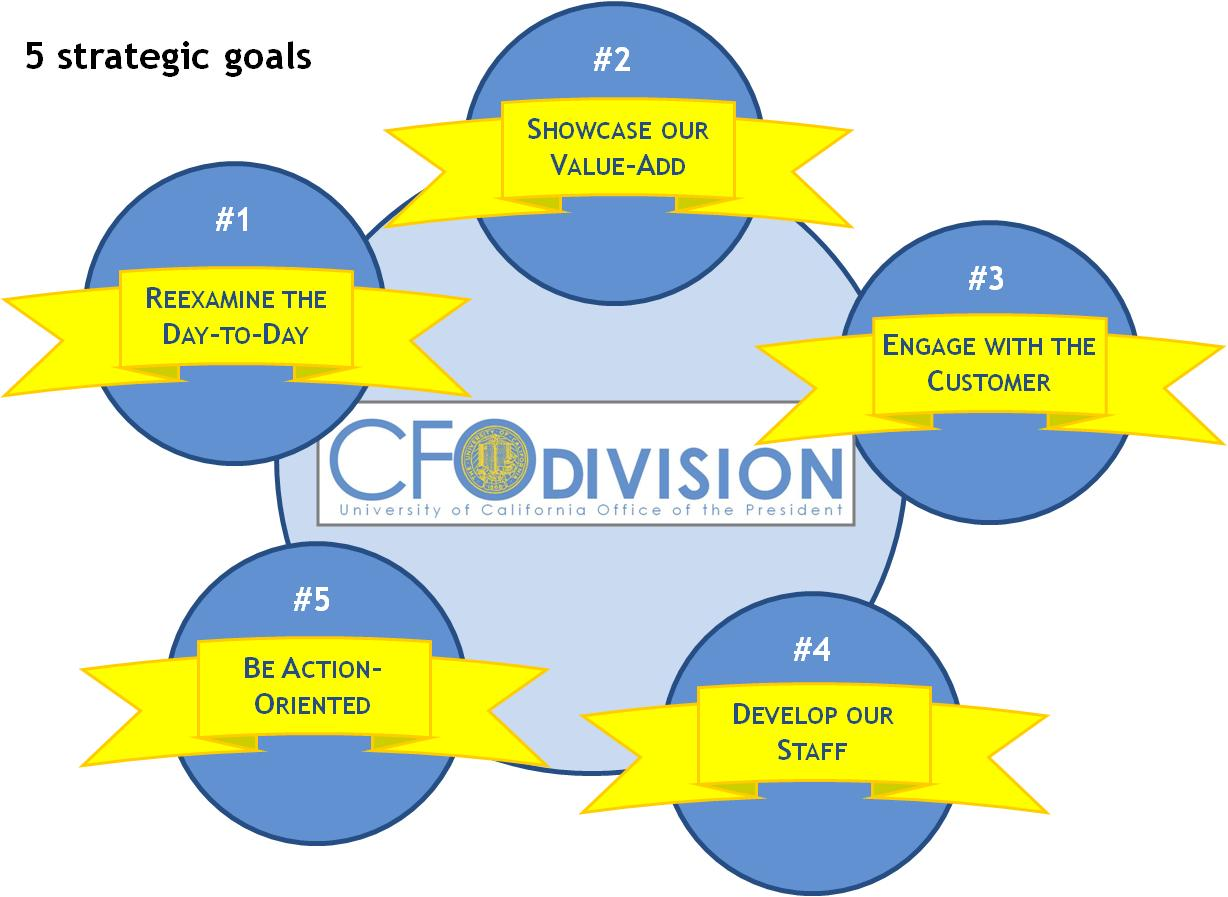 5 strategic goals
#1
REEXAMINE THE
DAY-TO-DAY
#2
SHOWCASE OUR
VALUE-ADD
#3
ENGAGE WITH THE
CUSTOMER
#4
DEVELOP OUR
STAFF
#5
BE ACTION-
ORIENTED
CFO DIVISION
University of California Office of the President